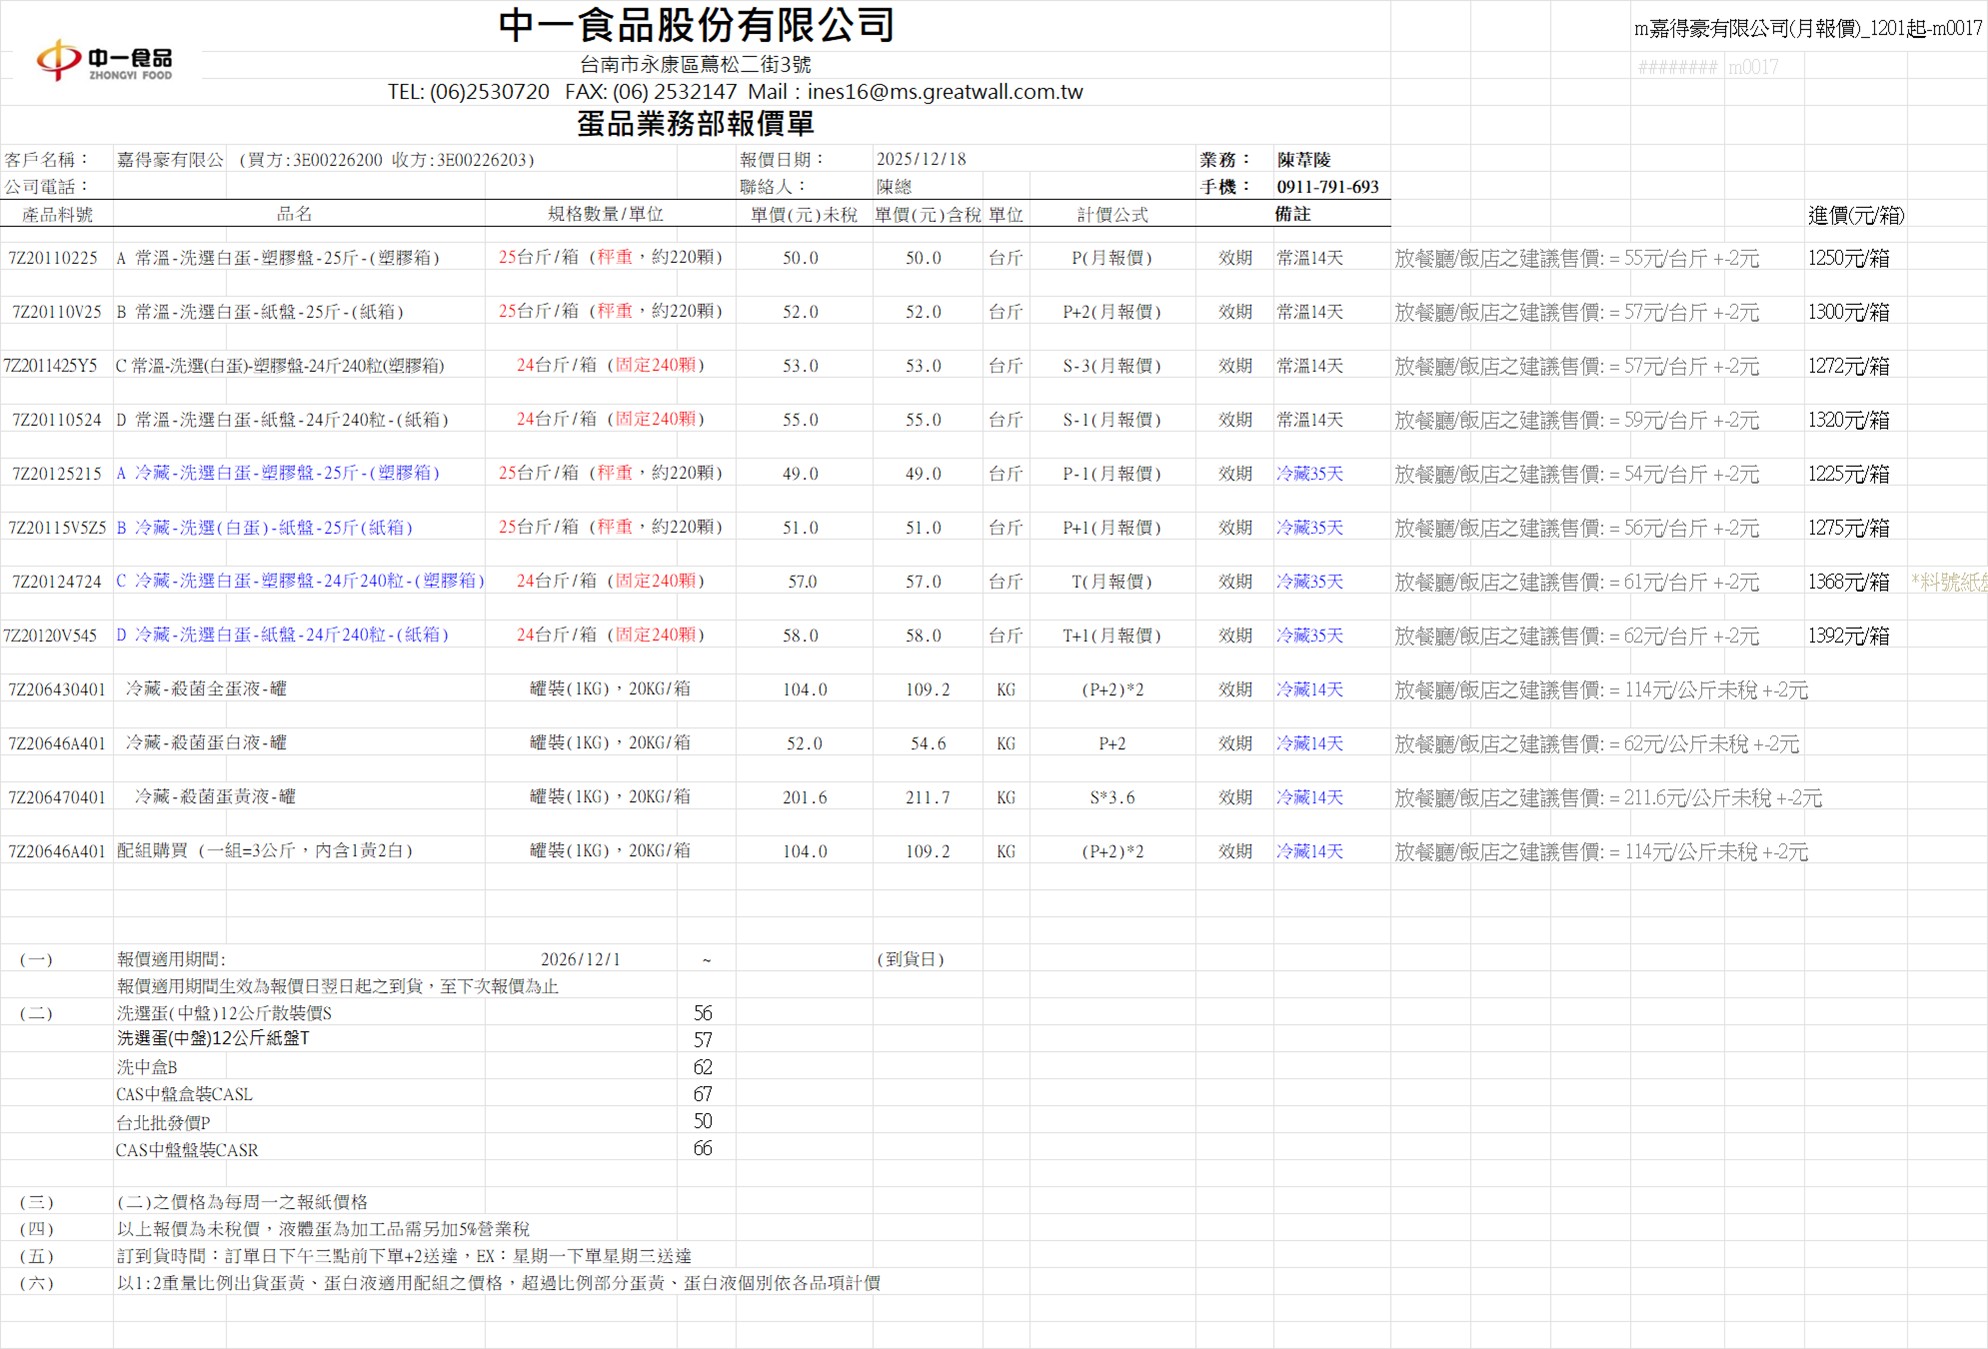 中一食品股份有限公司
m嘉得豪有限公司(月報價)_1201起-m0017
中一食品
ZHONGYI FOOD
台南市永康區蔦松二街3號
######## m0017
TEL: (06)2530720 FAX: (06) 2532147 Mail : ines16@ms.greatwall.com.tw
蛋品業務部報價單
客戶名稱： 嘉得豪有限公 (買方:3E00226200 收方:3E00226203) 報價日期： 2025/12/18 業務： 陳葦陵
公司電話： 聯絡人： 陳總 手機： 0911-791-693
產品料號 品名 規格數量/單位 單價(元)未稅 單價(元)含稅 單位 計價公式 備註 進價(元/箱)
7Z20110225 A 常溫-洗選白蛋-塑膠盤-25斤-(塑膠箱) 25台斤/箱 (秤重，約220顆) 50.0 50.0 台斤 P(月報價) 效期 常溫14天 放餐廳/飯店之建議售價: = 55元/台斤 +-2元 1250元/箱
7Z20110V25 B 常溫-洗選白蛋-紙盤-25斤-(紙箱) 25台斤/箱 (秤重，約220顆) 52.0 52.0 台斤 P+2(月報價) 效期 常溫14天 放餐廳/飯店之建議售價: = 57元/台斤 +-2元 1300元/箱
7Z2011425Y5 C 常溫-洗選(白蛋)-塑膠盤-24斤240粒(塑膠箱) 24台斤/箱 (固定240顆) 53.0 53.0 台斤 S-3(月報價) 效期 常溫14天 放餐廳/飯店之建議售價: = 57元/台斤 +-2元 1272元/箱
7Z20110524 D 常溫-洗選白蛋-紙盤-24斤240粒-(紙箱) 24台斤/箱 (固定240顆) 55.0 55.0 台斤 S-1(月報價) 效期 常溫14天 放餐廳/飯店之建議售價: = 59元/台斤 +-2元 1320元/箱
7Z20125215 A 冷藏-洗選白蛋-塑膠盤-25斤-(塑膠箱) 25台斤/箱 (秤重，約220顆) 49.0 49.0 台斤 P-1(月報價) 效期 冷藏35天 放餐廳/飯店之建議售價: = 54元/台斤 +-2元 1225元/箱
7Z20115V5Z5 B 冷藏-洗選(白蛋)-紙盤-25斤(紙箱) 25台斤/箱 (秤重，約220顆) 51.0 51.0 台斤 P+1(月報價) 效期 冷藏35天 放餐廳/飯店之建議售價: = 56元/台斤 +-2元 1275元/箱
7Z20124724 C 冷藏-洗選白蛋-塑膠盤-24斤240粒-(塑膠箱) 24台斤/箱 (固定240顆) 57.0 57.0 台斤 T(月報價) 效期 冷藏35天 放餐廳/飯店之建議售價: = 61元/台斤 +-2元 1368元/箱 *料號紙
7Z20120V545 D 冷藏-洗選白蛋-紙盤-24斤240粒-(紙箱) 24台斤/箱 (固定240顆) 58.0 58.0 台斤 T+1(月報價) 效期 冷藏35天 放餐廳/飯店之建議售價: = 62元/台斤 +-2元 1392元/箱
7Z206430401 冷藏-殺菌全蛋液-罐 罐裝(1KG)，20KG/箱 104.0 109.2 KG (P+2)*2 效期 冷藏14天 放餐廳/飯店之建議售價: = 114元/公斤未稅 +-2元
7Z20646A401 冷藏-殺菌蛋白液-罐 罐裝(1KG)，20KG/箱 52.0 54.6 KG P+2 效期 冷藏14天 放餐廳/飯店之建議售價: = 62元/公斤未稅 +-2元
7Z206470401 冷藏-殺菌蛋黃液-罐 罐裝(1KG)，20KG/箱 201.6 211.7 KG S*3.6 效期 冷藏14天 放餐廳/飯店之建議售價: = 211.6元/公斤未稅 +-2元
7Z20646A401 配組購買 (一組=3公斤，內含1黃2白) 罐裝(1KG)，20KG/箱 104.0 109.2 KG (P+2)*2 效期 冷藏14天 放餐廳/飯店之建議售價: = 114元/公斤未稅 +-2元
(一) 報價適用期間: 2026/12/1 ~ (到貨日)
報價適用期間生效為報價日翌日起之到貨，至下次報價為止
(二) 洗選蛋(中盤)12公斤散裝價S 56
洗選蛋(中盤)12公斤紙盤T 57
洗中盒B 62
CAS中盤盒裝CASL 67
台北批發價P 50
CAS中盤盤裝CASR 66
(三) (二)之價格為每周一之報紙價格
(四) 以上報價為未稅價，液體蛋為加工品需另加5%營業稅
(五) 訂到貨時間：訂單日下午三點前下單+2送達，EX：星期一下單星期三送達
(六) 以1:2重量比例出貨蛋黃、蛋白液適用配組之價格，超過比例部分蛋黃、蛋白液個別依各品項計價